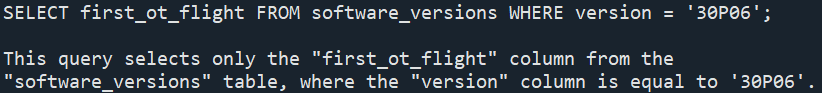 SELECT first_ot_flight FROM software_versions WHERE version = '30P06';
This query selects only the "first_ot_flight" column from the
"software_versions" table, where the "version" column is equal to '30P06'.